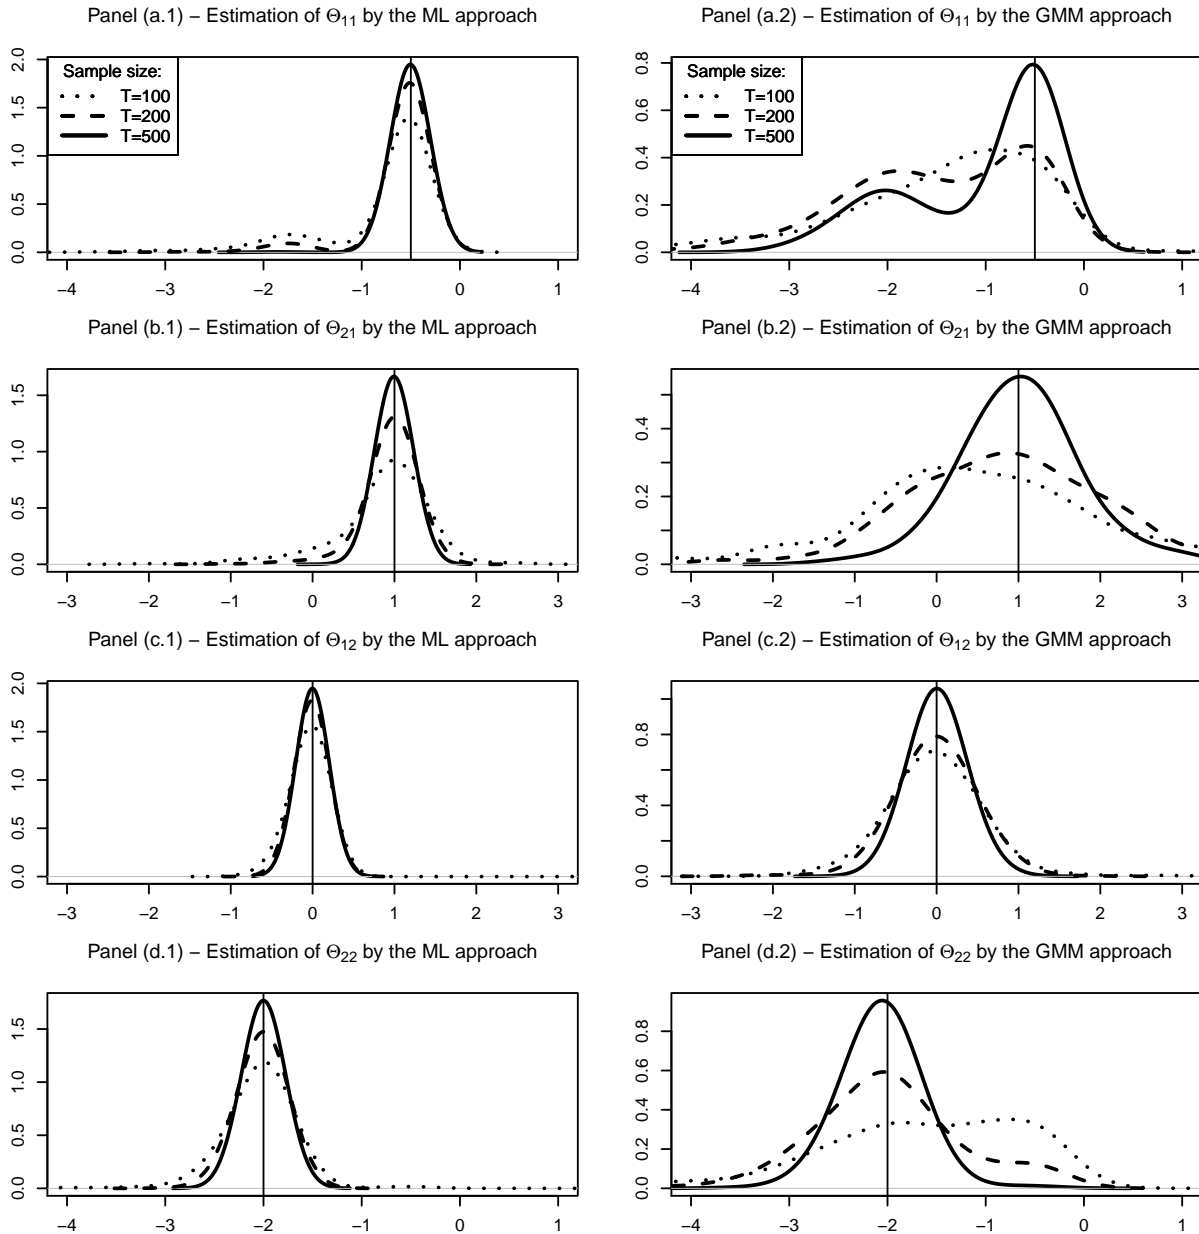 Panel (a.1) − Estimation of Θ11 by the ML approach
Sample size:
T=100
T=200
T=500
0.0 0.5 1.0 1.5 2.0
−4 −3 −2 −1 0 1
Panel (a.2) − Estimation of Θ11 by the GMM approach
Sample size:
T=100
T=200
T=500
0.0 0.2 0.4 0.6 0.8
−4 −3 −2 −1 0 1
Panel (b.1) − Estimation of Θ21 by the ML approach
0.0 0.5 1.0 1.5
−3 −2 −1 0 1 2 3
Panel (b.2) − Estimation of Θ21 by the GMM approach
0.0 0.2 0.4
−3 −2 −1 0 1 2 3
Panel (c.1) − Estimation of Θ12 by the ML approach
0.0 0.5 1.0 1.5 2.0
−3 −2 −1 0 1 2 3
Panel (c.2) − Estimation of Θ12 by the GMM approach
0.0 0.4 0.8
−3 −2 −1 0 1 2 3
Panel (d.1) − Estimation of Θ22 by the ML approach
0.0 0.5 1.0 1.5
−4 −3 −2 −1 0 1
Panel (d.2) − Estimation of Θ22 by the GMM approach
0.0 0.2 0.4 0.6 0.8
−4 −3 −2 −1 0 1